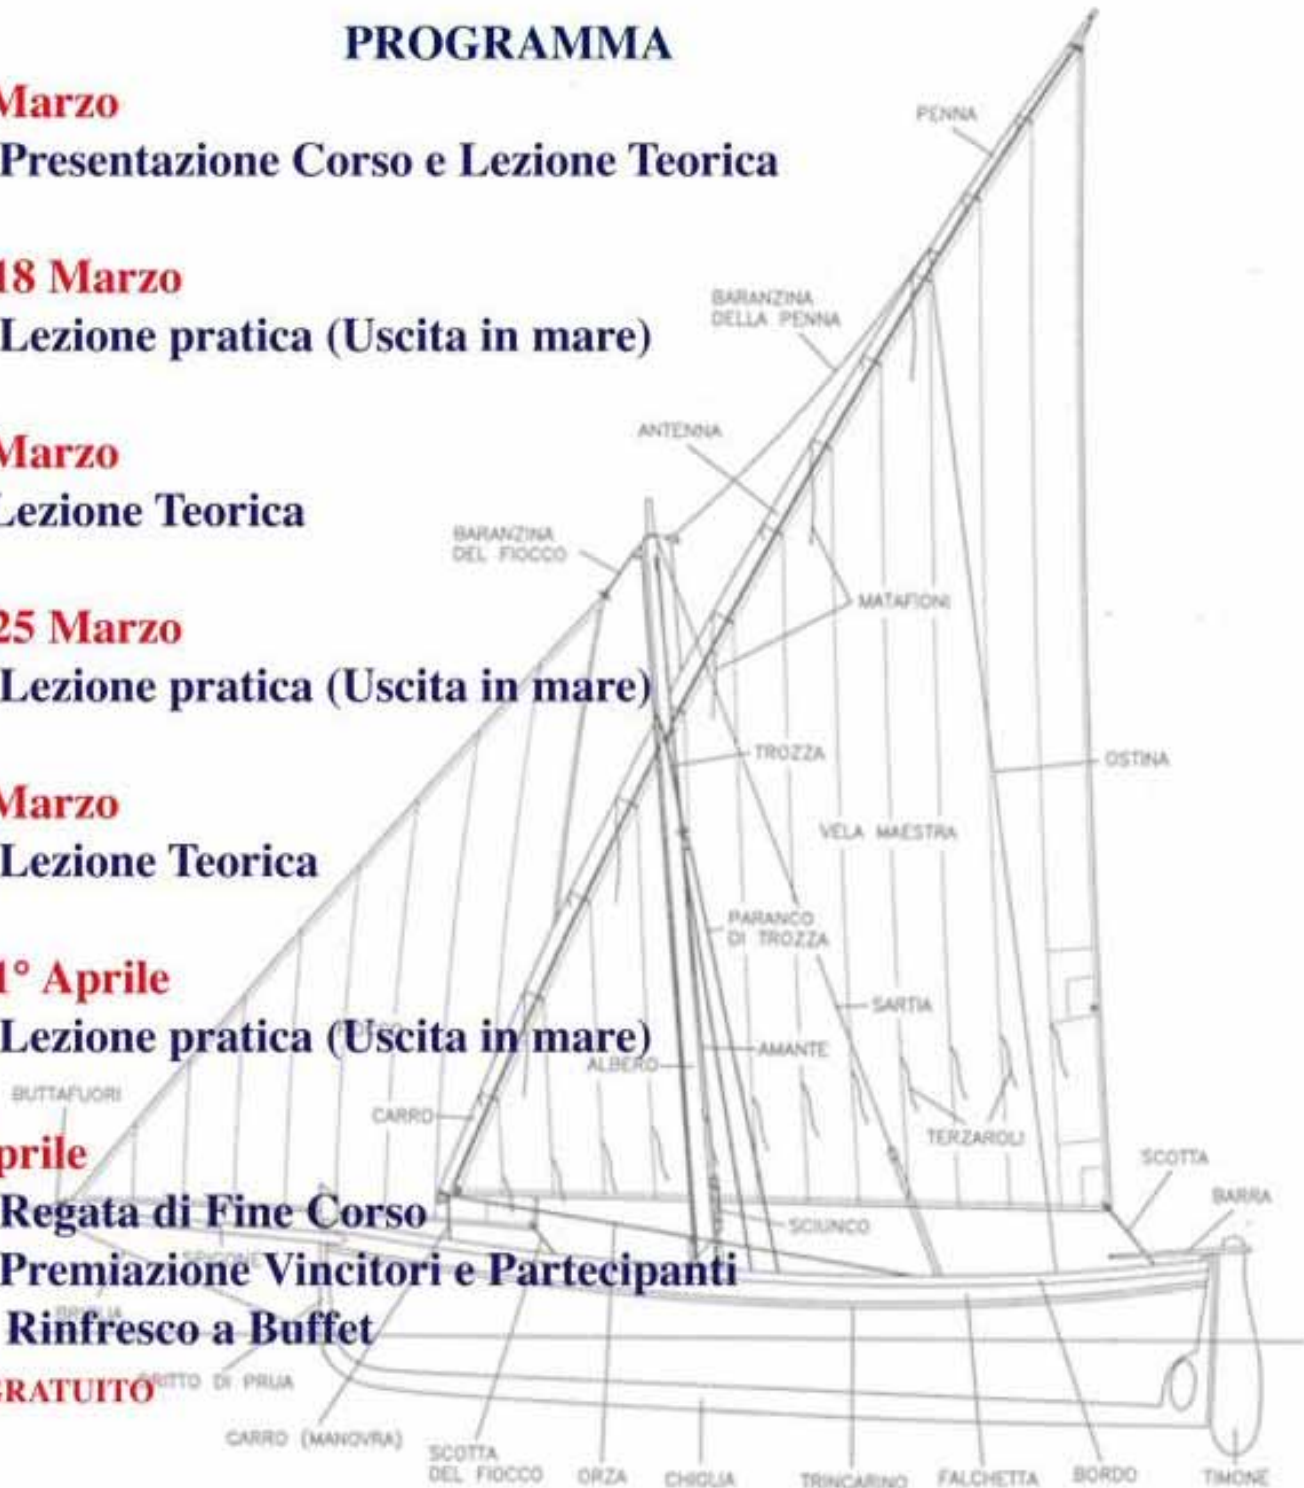 PROGRAMMA
Marzo
Presentazione Corso e Lezione Teorica
18 Marzo
Lezione pratica (Uscita in mare)
Marzo
Lezione Teorica
25 Marzo
Lezione pratica (Uscita in mare)
Marzo
Lezione Teorica
1° Aprile
Lezione pratica (Uscita in mare)
prile
Regata di Fine Corso
Premiazione Vincitori e Partecipanti
Rinfresco a Buffet
GRATUITO
PENNA
BARANZINA
DELLA PENNA
ANTENNA
BARANZINA
DEL FIOCCO
MATAFIONI
TROZZA
OSTINA
VELA MAESTRA
PARANCO
DI TROZZA
SARTIA
AMANTE
ALBERO
BUTTAFUORI
CARRO
TERZAROLI
SCOTTA
BARRA
SCIUNCO
DRITTO DI PRUA
CARRO (MANOVRA)
SCOTTA
DEL FIOCCO
ORZA
CHIGLIA
TRINCARINO
FALCHETTA
BORDO
TIMONE